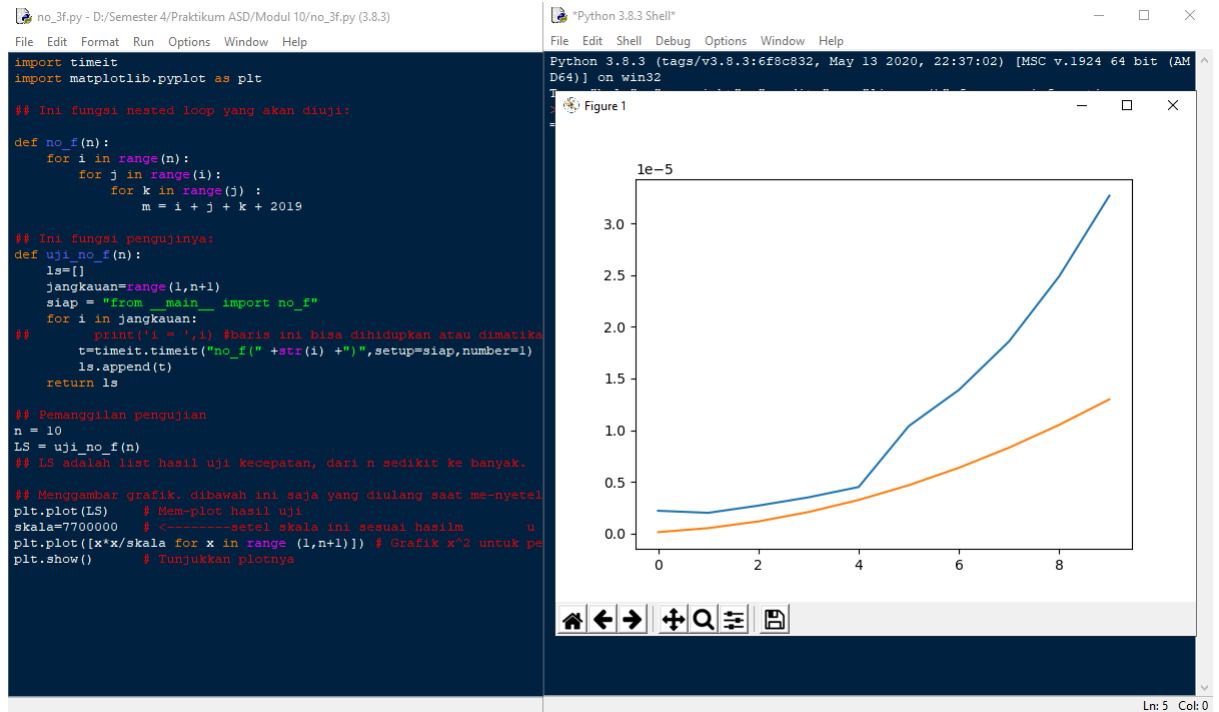 no_3f.py - D:/Semester 4/Praktikum ASD/Modul 10/no_3f.py (3.8.3)
File Edit Format Run Options Window Help
import timeit
import matplotlib.pyplot as plt
## Ini fungsi nested loop yang akan diuji:
def no_f(n):
    for i in range(n):
        for j in range(i):
            for k in range(j) :
                m = i + j + k + 2019
## Ini fungsi pengujinya:
def uji_no_f(n):
    ls=[]
    jangkauan=range(1,n+1)
    siap = "from __main__ import no_f"
    for i in jangkauan:
##        print('i = ',i) #baris ini bisa dihidupkan atau dimatika
        t=timeit.timeit("no_f(" +str(i) +")",setup=siap,number=1)
        ls.append(t)
    return ls
## Pemanggilan pengujian
n = 10
LS = uji_no_f(n)
## LS adalah list hasil uji kecepatan, dari n sedikit ke banyak.
## Menggambar grafik. dibawah ini saja yang diulang saat me-nyetel
plt.plot(LS)    # Mem-plot hasil uji
skala=7700000   # <--------setel skala ini sesuai hasilm        u
plt.plot([x*x/skala for x in range (1,n+1)]) # Grafik x^2 untuk pe
plt.show()      # Tunjukkan plotnya
*Python 3.8.3 Shell*
File Edit Shell Debug Options Window Help
Python 3.8.3 (tags/v3.8.3:6f8c832, May 13 2020, 22:37:02) [MSC v.1924 64 bit (AM
D64)] on win32
Figure 1
1e−5
3.0
2.5
2.0
1.5
1.0
0.5
0.0
0 2 4 6 8
Ln: 5 Col: 0